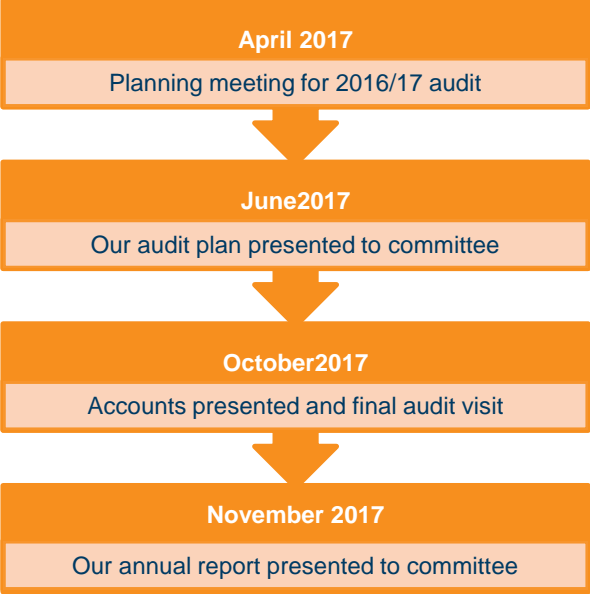 April 2017
Planning meeting for 2016/17 audit
June2017
Our audit plan presented to committee
October2017
Accounts presented and final audit visit
November 2017
Our annual report presented to committee